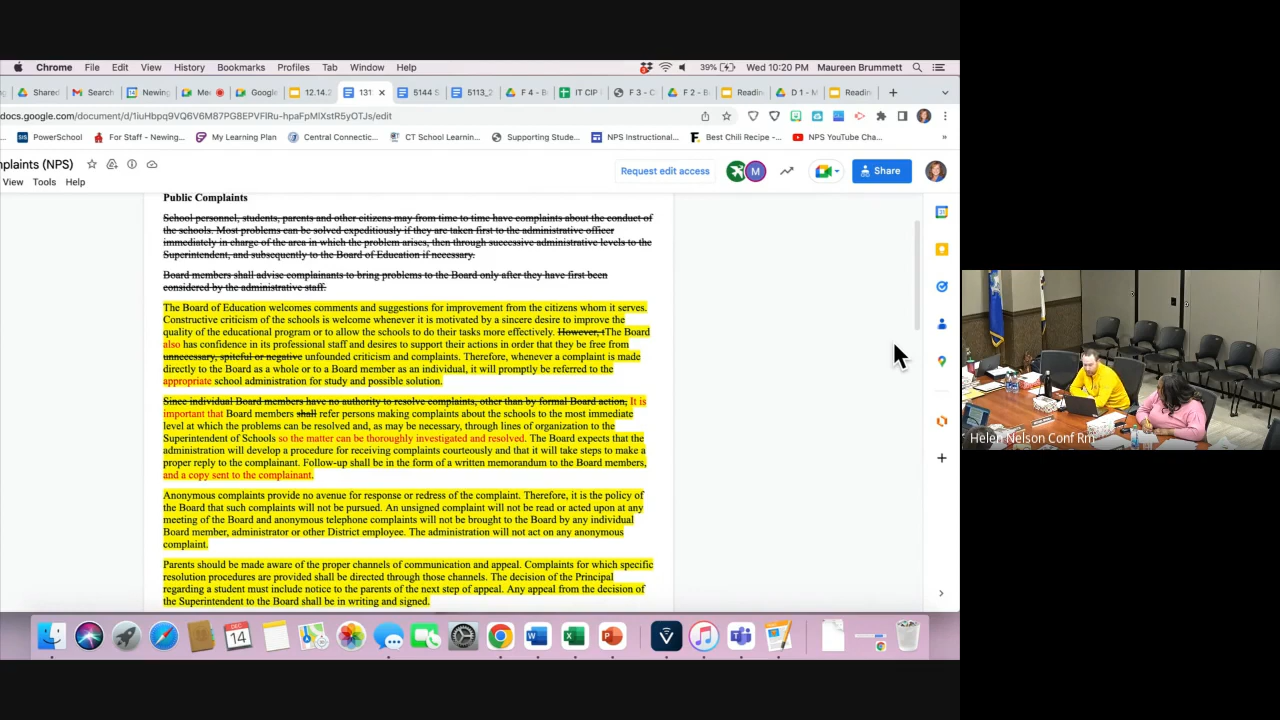 Chrome File Edit View History Bookmarks Profiles Tab Window Help 39% Wed 10:20 PM Maureen Brummett
Shared Search Newing Me Googl 12.14.2 131 5144 S 5113_2 F 4 - B IT CIP F 3 - C F 2 - B Readin D 1 - M Readin
docs.google.com/document/d/1iuHbpq9VQ6V6M87PG8EPVFlRu-hpaFpMlXstR5yOTJs/edit
PowerSchool For Staff - Newing... My Learning Plan Central Connectic... CT School Learnin... Supporting Stude... NPS Instructional... Best Chili Recipe -... NPS YouTube Cha... »
mplaints (NPS)
View Tools Help
Request edit access M Share
Public Complaints
School personnel, students, parents and other citizens may from time to time have complaints about the conduct of
the schools. Most problems can be solved expeditiously if they are taken first to the administrative officer
immediately in charge of the area in which the problem arises, then through successive administrative levels to the
Superintendent, and subsequently to the Board of Education if necessary.
Board members shall advise complainants to bring problems to the Board only after they have first been
considered by the administrative staff.
The Board of Education welcomes comments and suggestions for improvement from the citizens whom it serves.
Constructive criticism of the schools is welcome whenever it is motivated by a sincere desire to improve the
quality of the educational program or to allow the schools to do their tasks more effectively. However, tThe Board
also has confidence in its professional staff and desires to support their actions in order that they be free from
unnecessary, spiteful or negative unfounded criticism and complaints. Therefore, whenever a complaint is made
directly to the Board as a whole or to a Board member as an individual, it will promptly be referred to the
appropriate school administration for study and possible solution.
Since individual Board members have no authority to resolve complaints, other than by formal Board action, It is
important that Board members shall refer persons making complaints about the schools to the most immediate
level at which the problems can be resolved and, as may be necessary, through lines of organization to the
Superintendent of Schools so the matter can be thoroughly investigated and resolved. The Board expects that the
administration will develop a procedure for receiving complaints courteously and that it will take steps to make a
proper reply to the complainant. Follow-up shall be in the form of a written memorandum to the Board members,
and a copy sent to the complainant.
Anonymous complaints provide no avenue for response or redress of the complaint. Therefore, it is the policy of
the Board that such complaints will not be pursued. An unsigned complaint will not be read or acted upon at any
meeting of the Board and anonymous telephone complaints will not be brought to the Board by any individual
Board member, administrator or other District employee. The administration will not act on any anonymous
complaint.
Parents should be made aware of the proper channels of communication and appeal. Complaints for which specific
resolution procedures are provided shall be directed through those channels. The decision of the Principal
regarding a student must include notice to the parents of the next step of appeal. Any appeal from the decision of
the Superintendent to the Board shall be in writing and signed.
Helen Nelson Conf Rm
DEC
14